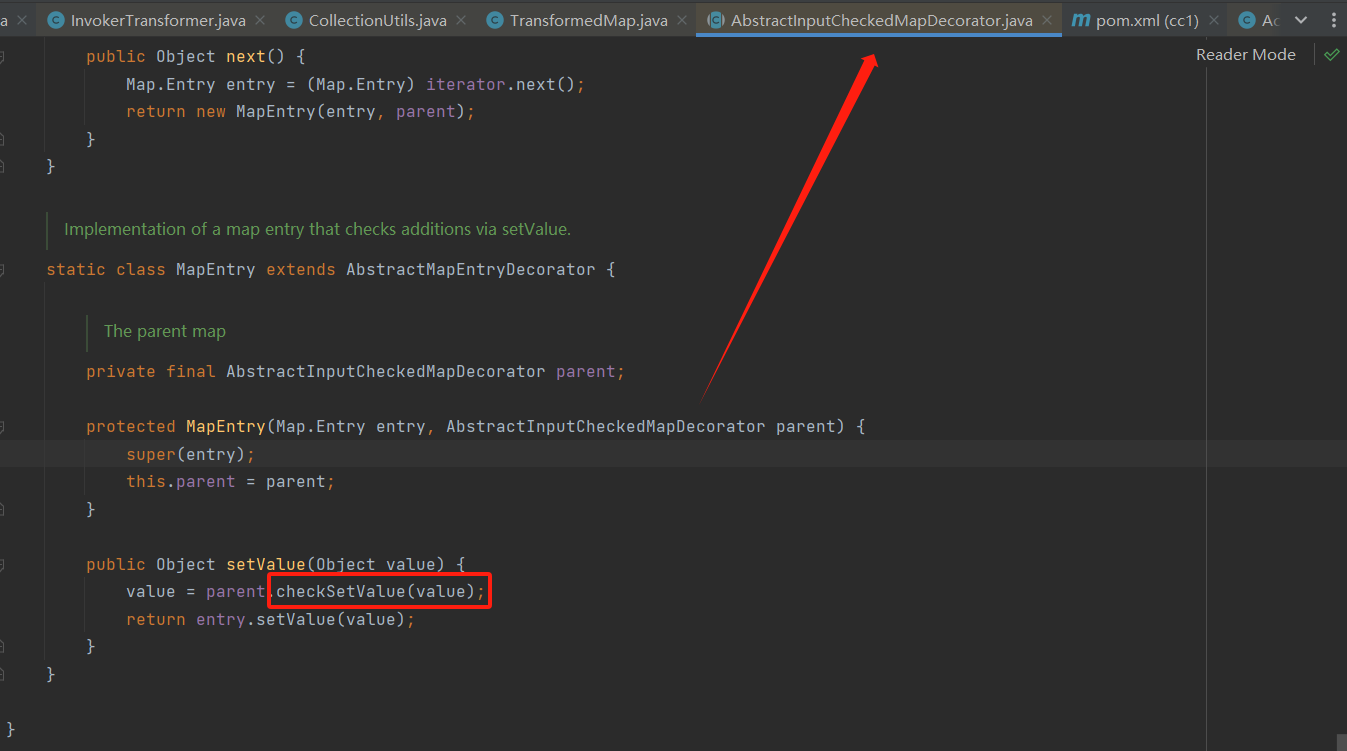 a InvokerTransformer.java CollectionUtils.java TransformedMap.java AbstractInputCheckedMapDecorator.java pom.xml (cc1)
Reader Mode
public Object next() {
Map.Entry entry = (Map.Entry) iterator.next();
return new MapEntry(entry, parent);
}
}
Implementation of a map entry that checks additions via setValue.
static class MapEntry extends AbstractMapEntryDecorator {
The parent map
private final AbstractInputCheckedMapDecorator parent;
protected MapEntry(Map.Entry entry, AbstractInputCheckedMapDecorator parent) {
super(entry);
this.parent = parent;
}
public Object setValue(Object value) {
value = parent.checkSetValue(value);
return entry.setValue(value);
}
}
}